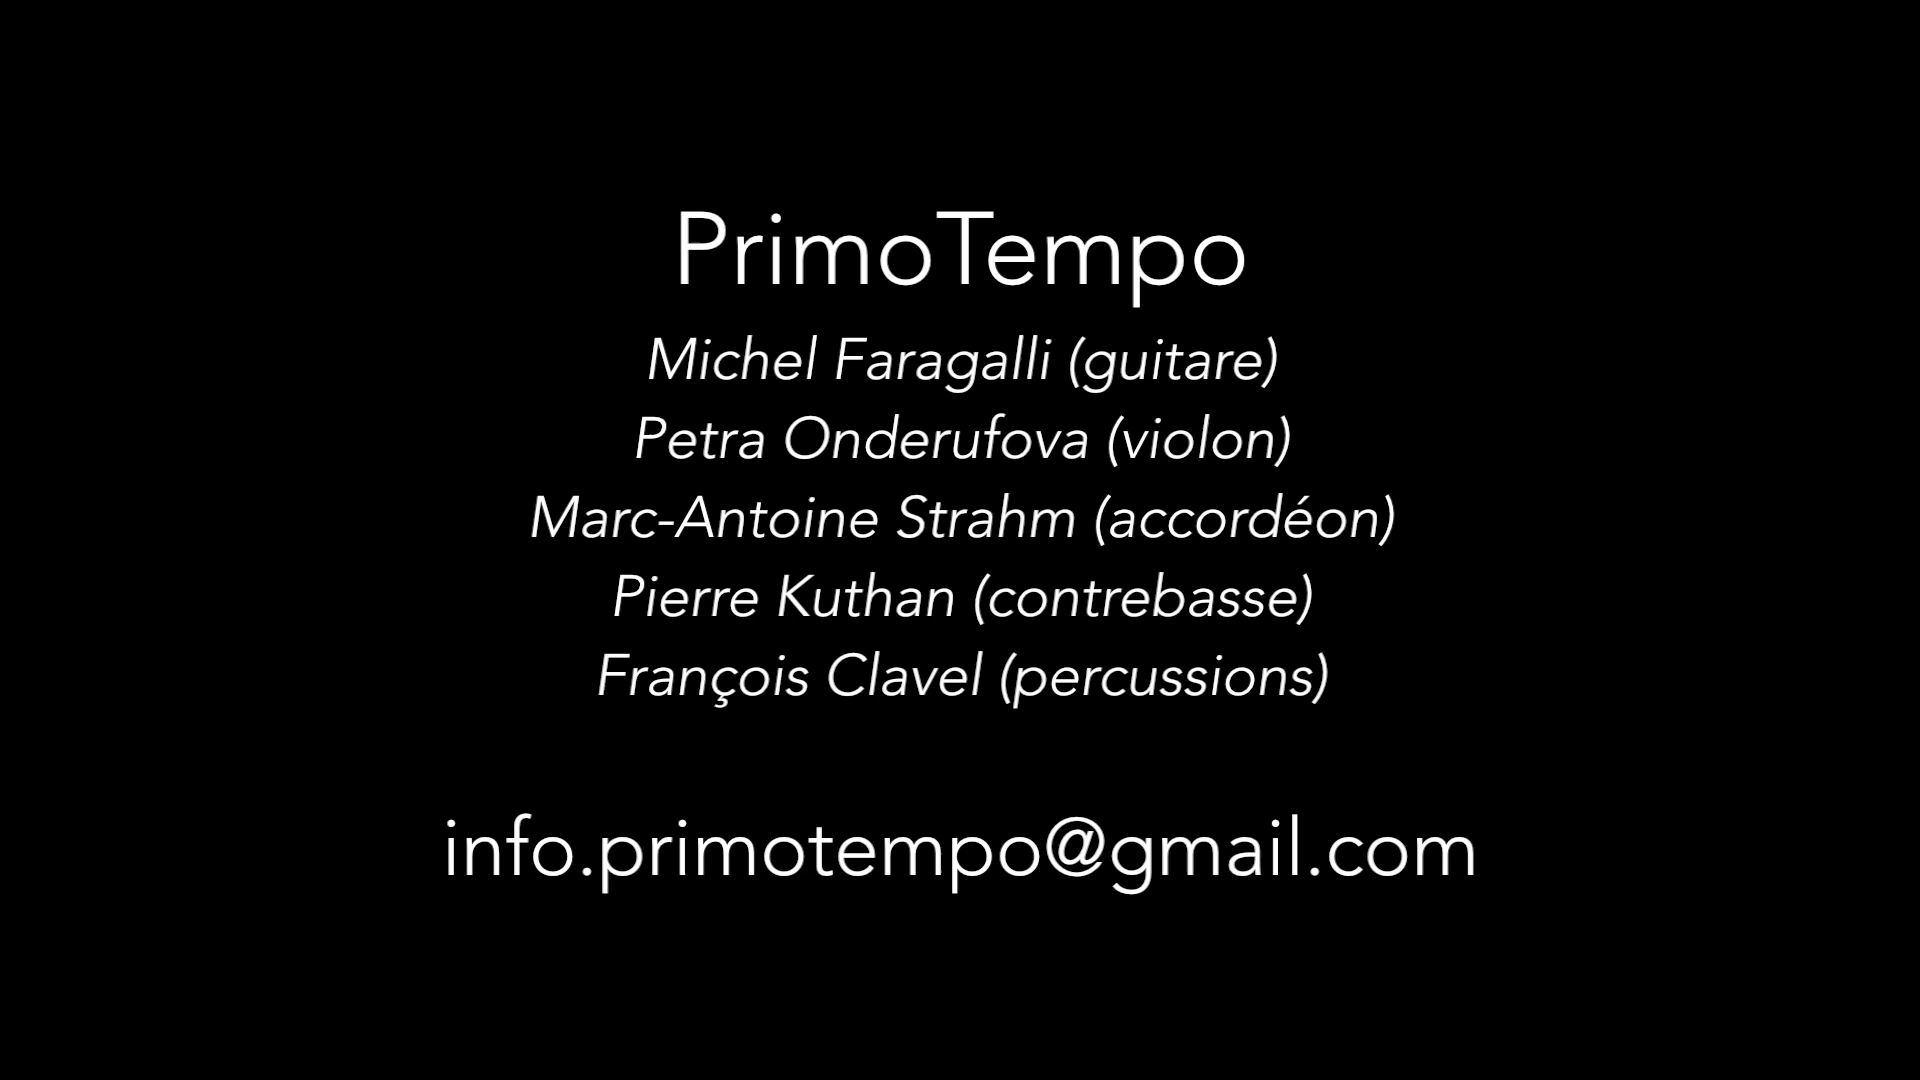 PrimoTempo
Michel Faragalli (guitare)
Petra Onderufova (violon)
Marc-Antoine Strahm (accordéon)
Pierre Kuthan (contrebasse)
François Clavel (percussions)
info.primotempo@gmail.com